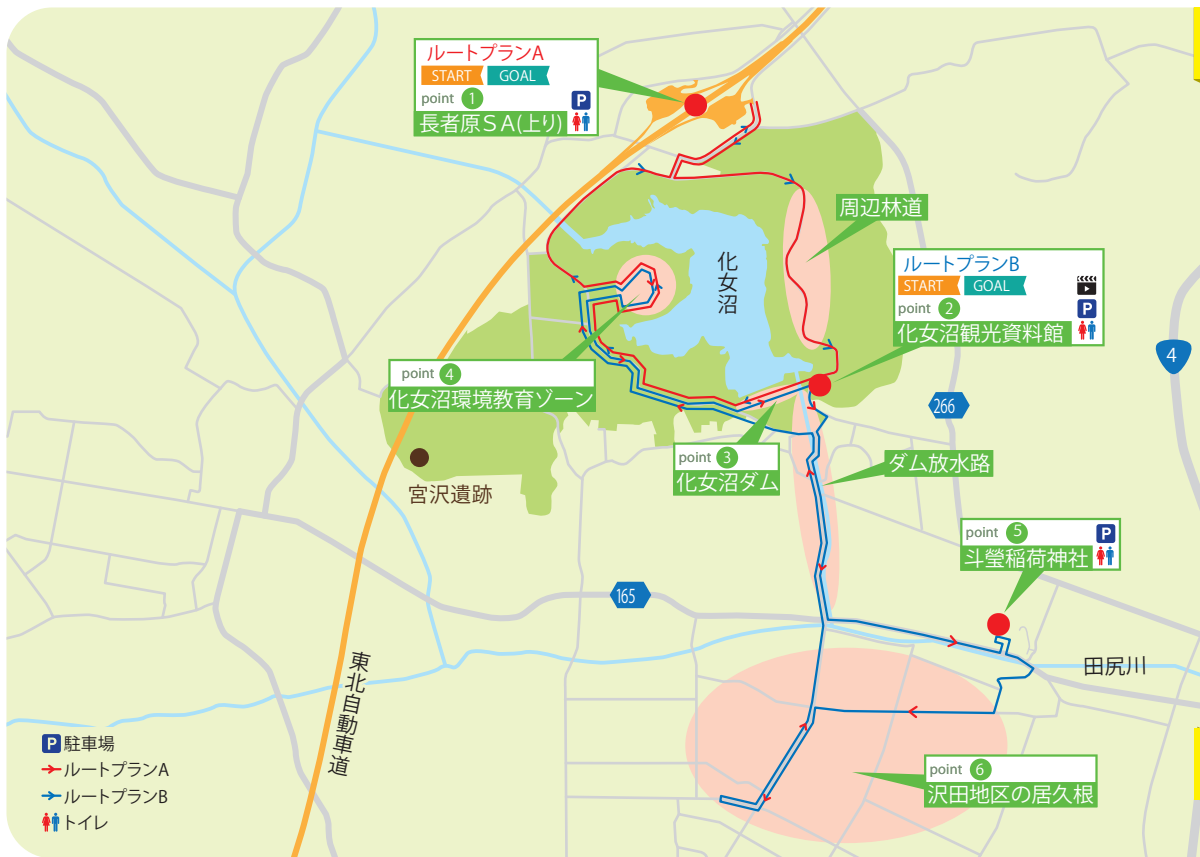 ルートプランA
START GOAL
point 1 P
長者原SA(上り)
周辺林道
化女沼
ルートプランB
START GOAL
point 2 P
化女沼観光資料館
4
point 4
化女沼環境教育ゾーン
266
point 3
化女沼ダム
ダム放水路
宮沢遺跡
point 5 P
斗瑩稲荷神社
165
東北自動車道
田尻川
point 6
沢田地区の居久根
P 駐車場
ルートプランA
ルートプランB
トイレ